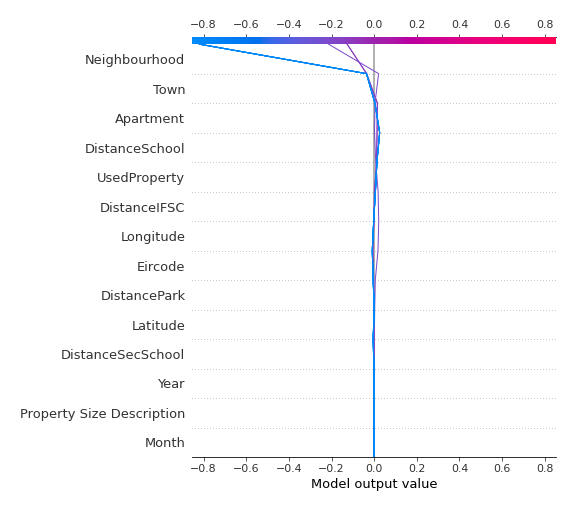 −0.8 −0.6 −0.4 −0.2 0.0 0.2 0.4 0.6 0.8
Neighbourhood
Town
Apartment
DistanceSchool
UsedProperty
DistanceIFSC
Longitude
Eircode
DistancePark
Latitude
DistanceSecSchool
Year
Property Size Description
Month
−0.8 −0.6 −0.4 −0.2 0.0 0.2 0.4 0.6 0.8
Model output value